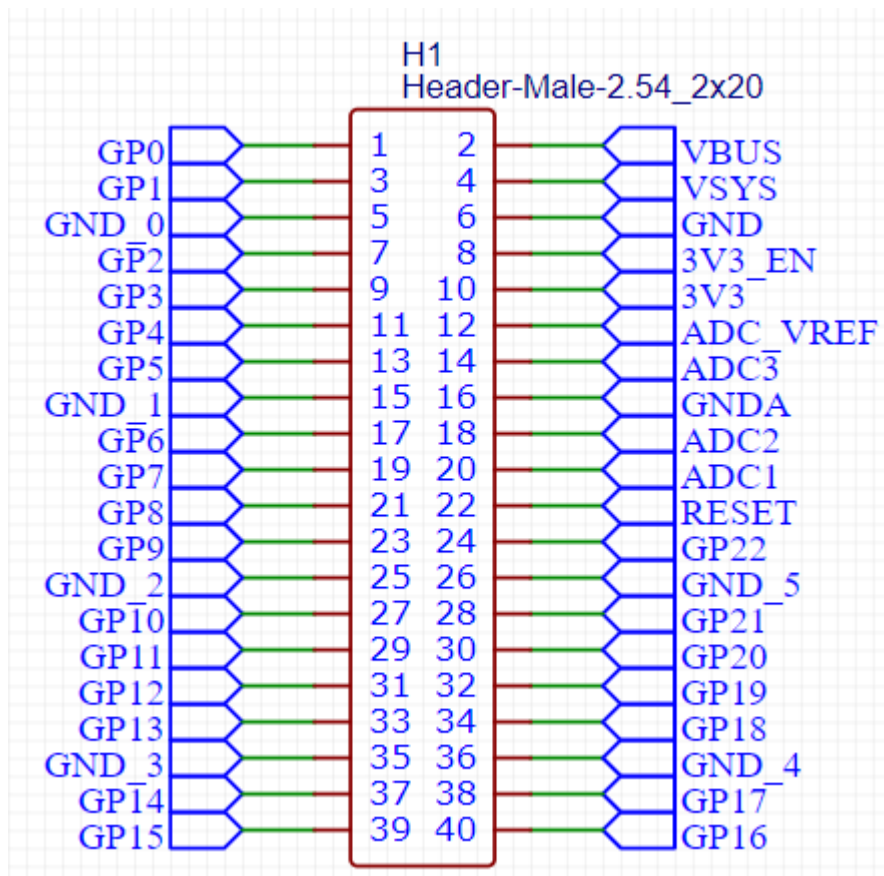 H1
Header-Male-2.54_2x20
GP0 1 2 VBUS
GP1 3 4 VSYS
GND_0 5 6 GND
GP2 7 8 3V3_EN
GP3 9 10 3V3
GP4 11 12 ADC_VREF
GP5 13 14 ADC3
GND_1 15 16 GNDA
GP6 17 18 ADC2
GP7 19 20 ADC1
GP8 21 22 RESET
GP9 23 24 GP22
GND_2 25 26 GND_5
GP10 27 28 GP21
GP11 29 30 GP20
GP12 31 32 GP19
GP13 33 34 GP18
GND_3 35 36 GND_4
GP14 37 38 GP17
GP15 39 40 GP16